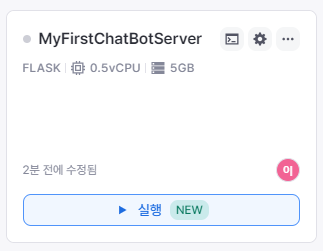 MyFirstChatBotServer
FLASK 0.5vCPU 5GB
2분 전에 수정됨
이
실행 NEW